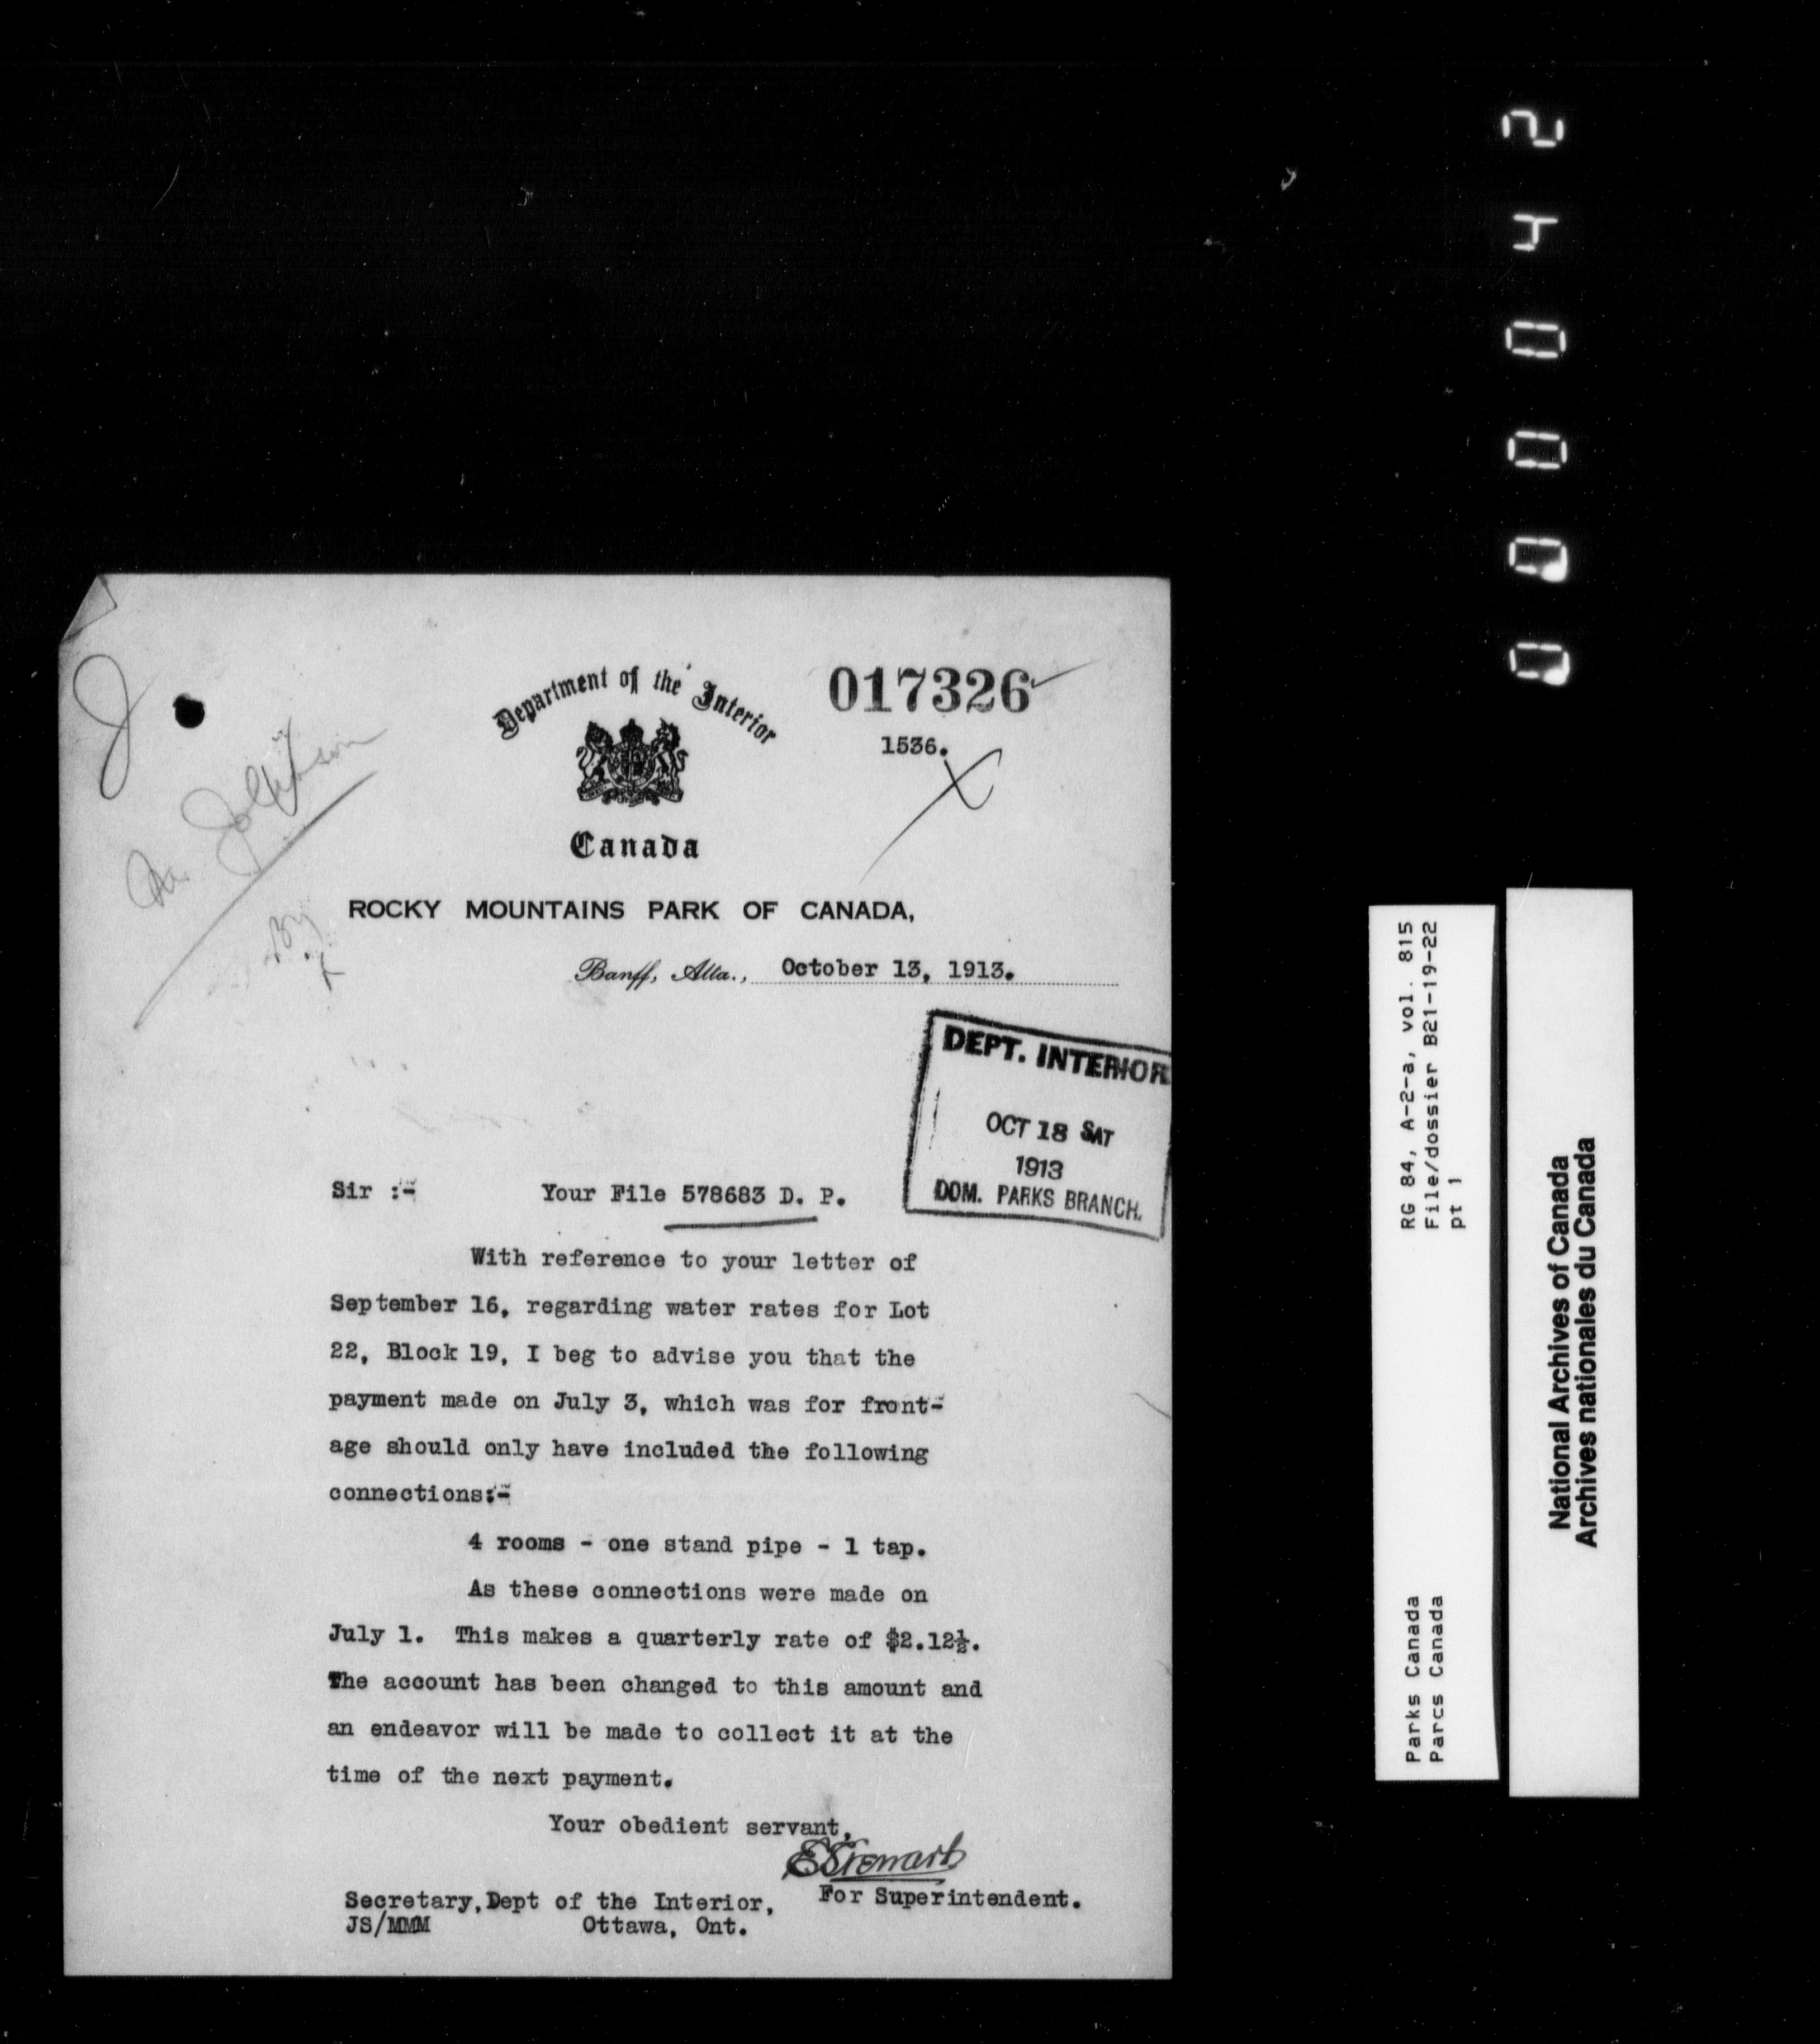 Department of the Interior
017326
1536.
Canada
ROCKY MOUNTAINS PARK OF CANADA,
Banff, Alta., October 13, 1913.
DEPT. INTERIOR
OCT 18 SAT
1913
DOM. PARKS BRANCH.
Sir :- Your File 578683 D. P.
With reference to your letter of
September 16, regarding water rates for Lot
22, Block 19, I beg to advise you that the
payment made on July 3, which was for front-
age should only have included the following
connections:-
4 rooms - one stand pipe - 1 tap.
As these connections were made on
July 1. This makes a quarterly rate of $2.12½.
The account has been changed to this amount and
an endeavor will be made to collect it at the
time of the next payment.
Your obedient servant,
E Stewart
For Superintendent.
Secretary, Dept of the Interior,
JS/MMM Ottawa, Ont.
RG 84, A-2-a, vol. 815
File/dossier B21-19-22
pt 1
Parks Canada
Parcs Canada
National Archives of Canada
Archives nationales du Canada